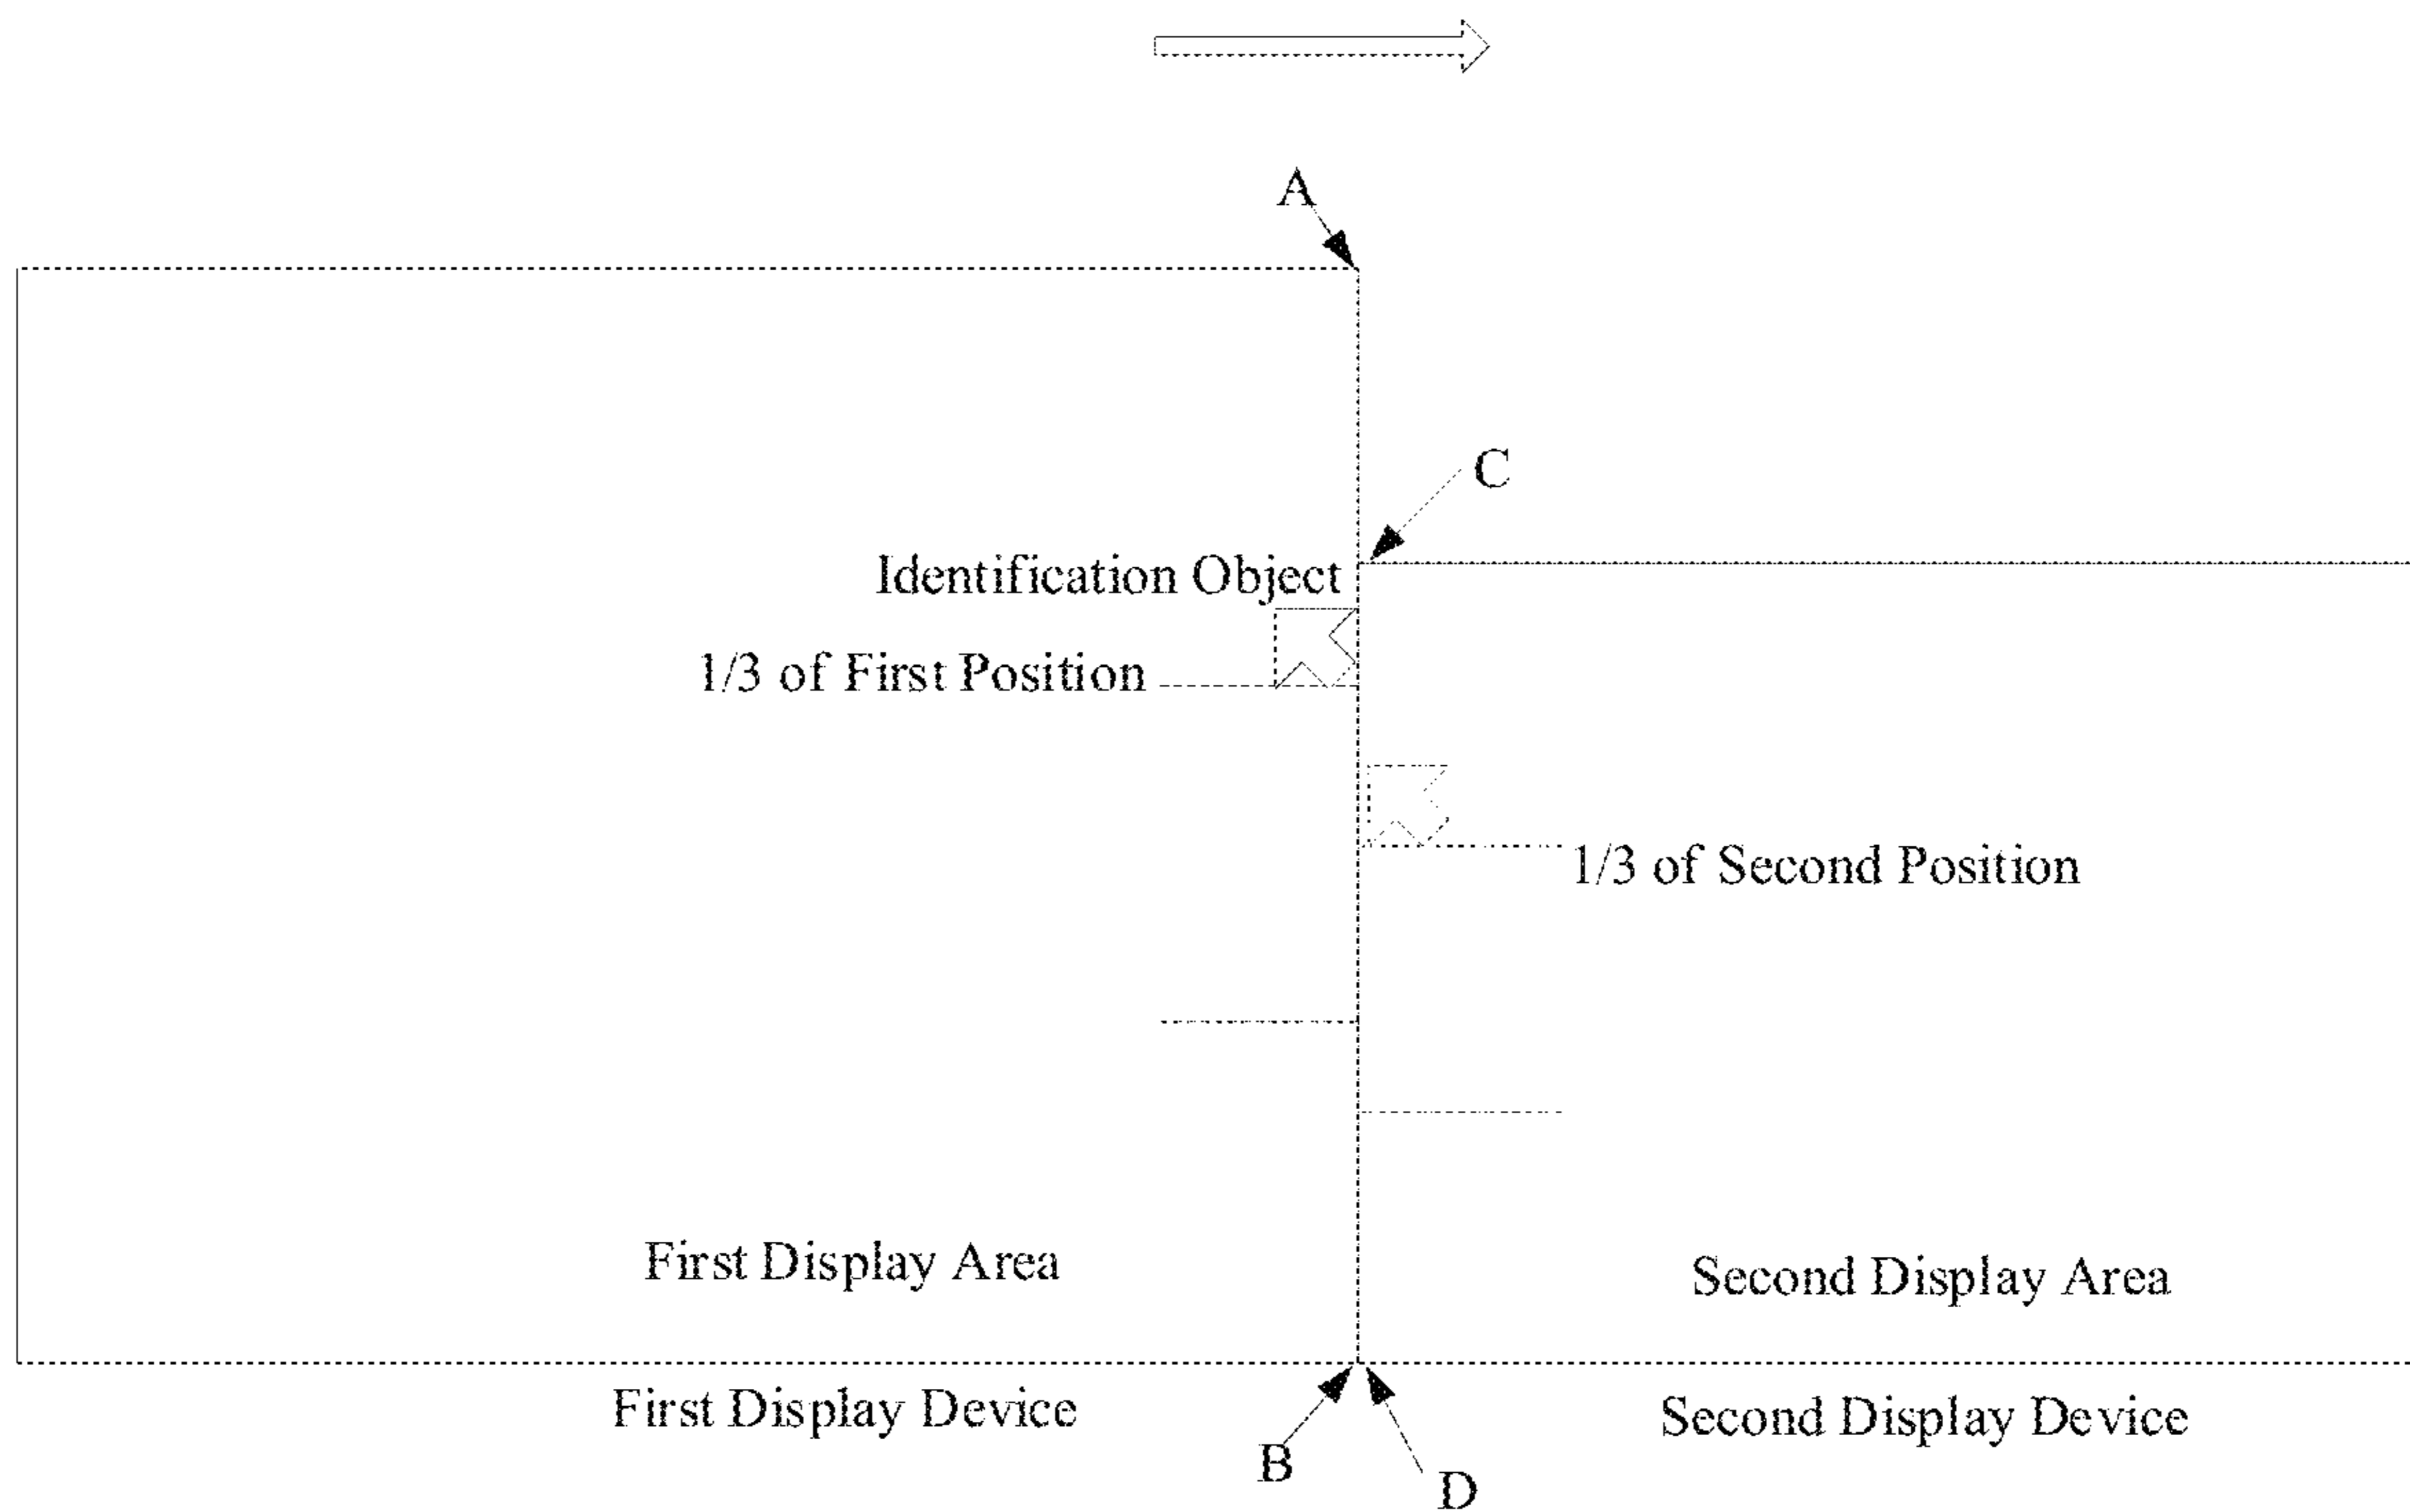 A
C
Identification Object
1/3 of First Position
1/3 of Second Position
First Display Area
Second Display Area
First Display Device
Second Display Device
B
D